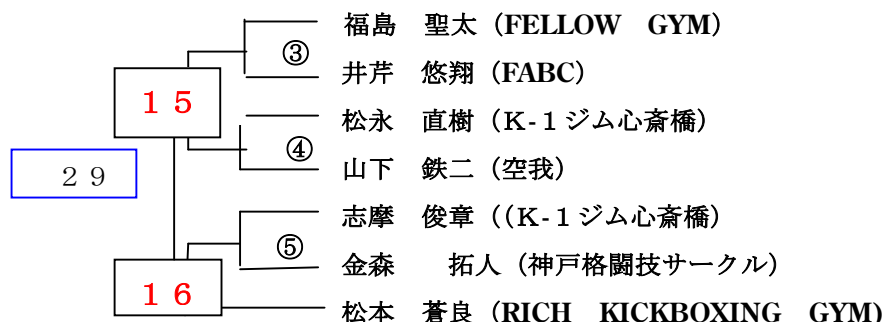 福島　聖太（FELLOW　GYM）
③
井芹　悠翔（FABC）
１５
松永　直樹（K-１ジム心斎橋）
④
山下　鉄二（空我）
２９
志摩　俊章（(K-１ジム心斎橋）
⑤
金森　　拓人（神戸格闘技サークル）
１６
松本　蒼良（RICH　KICKBOXING　GYM)